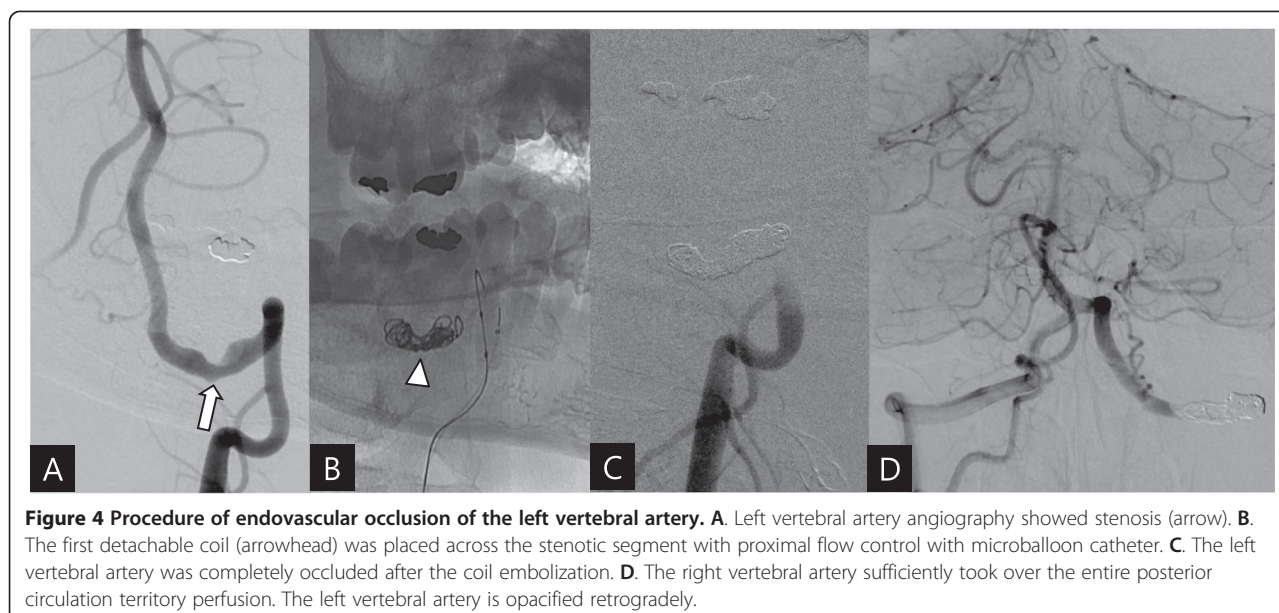 A
B
C
D
Figure 4 Procedure of endovascular occlusion of the left vertebral artery. A. Left vertebral artery angiography showed stenosis (arrow). B.
The first detachable coil (arrowhead) was placed across the stenotic segment with proximal flow control with microballoon catheter. C. The left
vertebral artery was completely occluded after the coil embolization. D. The right vertebral artery sufficiently took over the entire posterior
circulation territory perfusion. The left vertebral artery is opacified retrogradely.